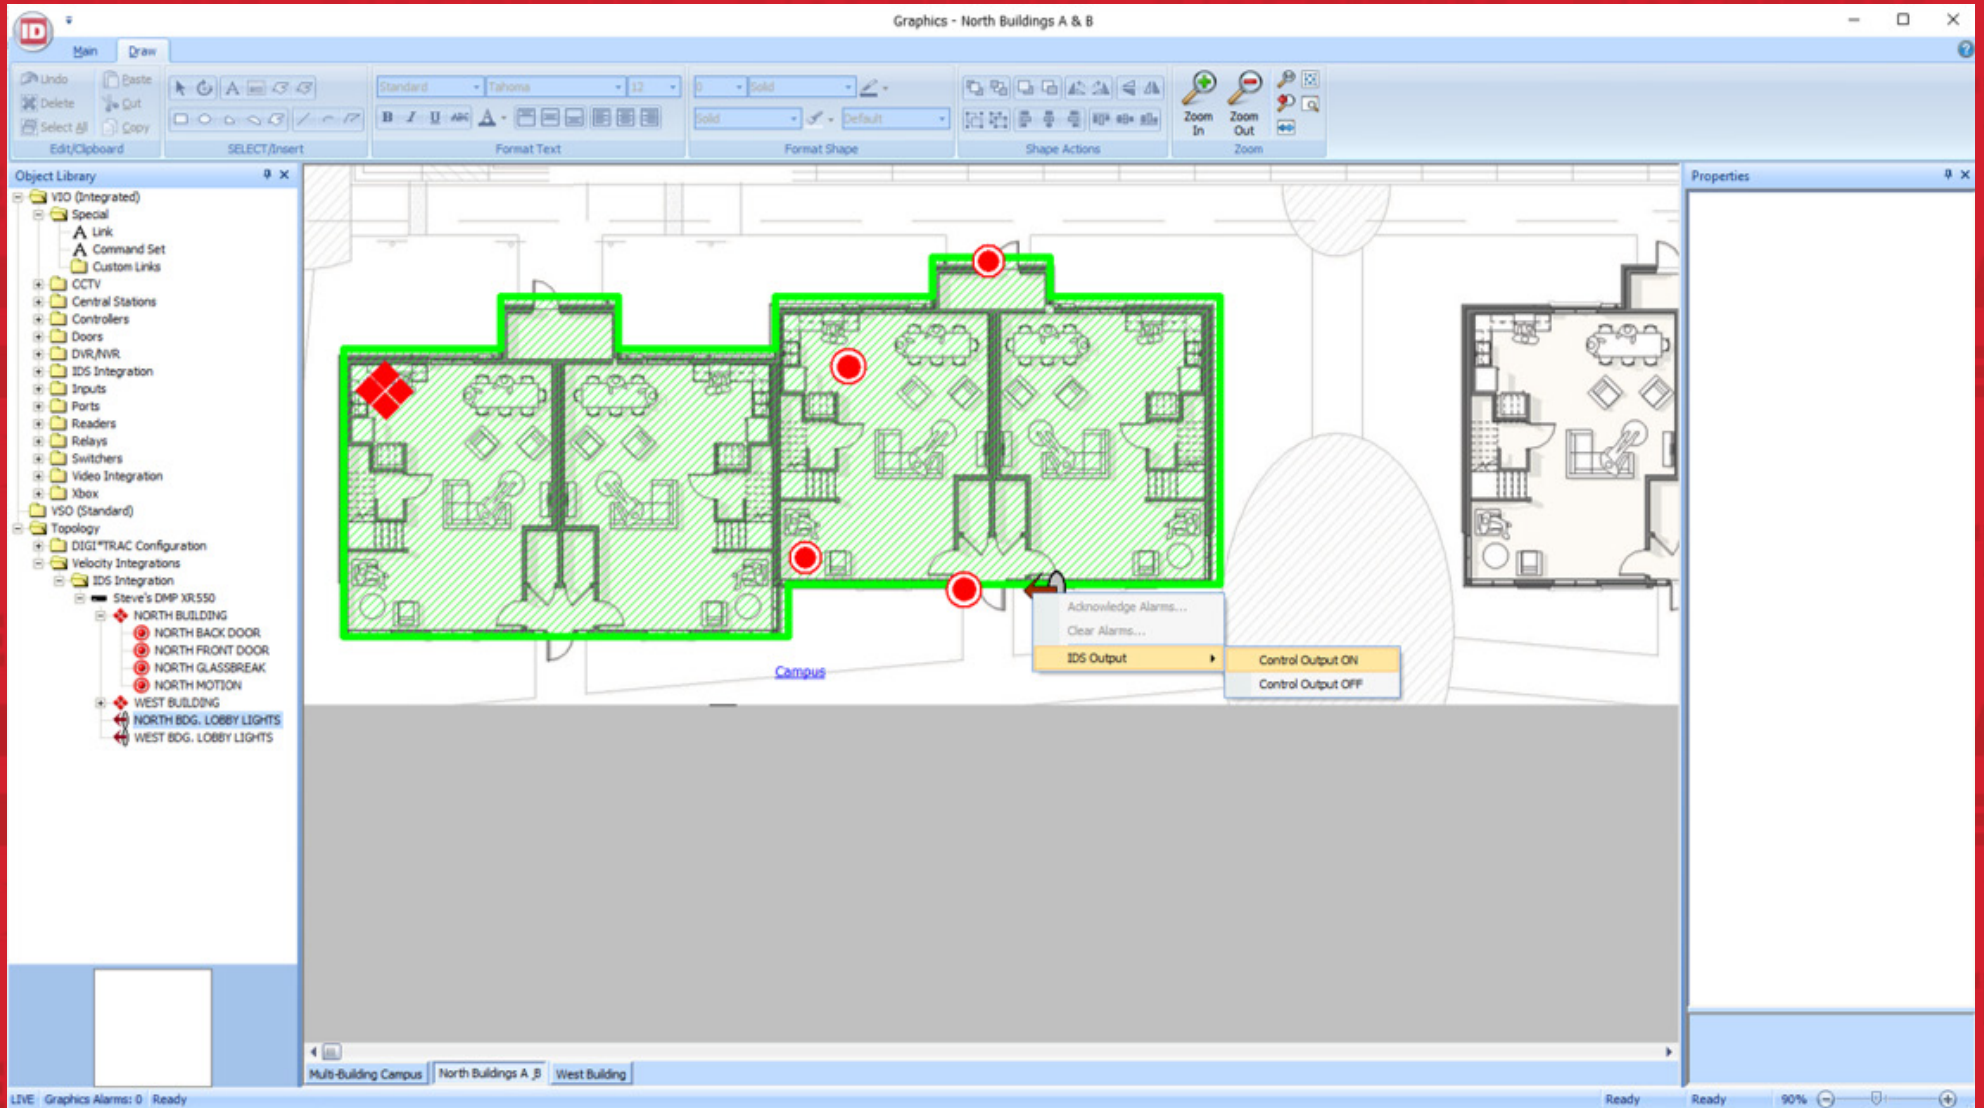 ID
Graphics - North Buildings A & B
Main Draw
Undo Paste
Delete Cut
Select All Copy
Edit/Clipboard
SELECT/Insert
Standard Tahoma 12
B I U ABC A
Format Text
0 Solid
Solid Default
Format Shape
Shape Actions
Zoom In
Zoom Out
Zoom
Object Library
VIO (Integrated)
Special
A Link
A Command Set
Custom Links
CCTV
Central Stations
Controllers
Doors
DVR/NVR
IDS Integration
Inputs
Ports
Readers
Relays
Switchers
Video Integration
Xbox
VSO (Standard)
Topology
DIGI*TRAC Configuration
Velocity Integrations
IDS Integration
Steve's DMP XR550
NORTH BUILDING
NORTH BACK DOOR
NORTH FRONT DOOR
NORTH GLASSBREAK
NORTH MOTION
WEST BUILDING
NORTH BDG. LOBBY LIGHTS
WEST BDG. LOBBY LIGHTS
Campus
Acknowledge Alarms...
Clear Alarms...
IDS Output
Control Output ON
Control Output OFF
Properties
Multi-Building Campus North Buildings A _B West Building
LIVE Graphics Alarms: 0 Ready Ready Ready 90%